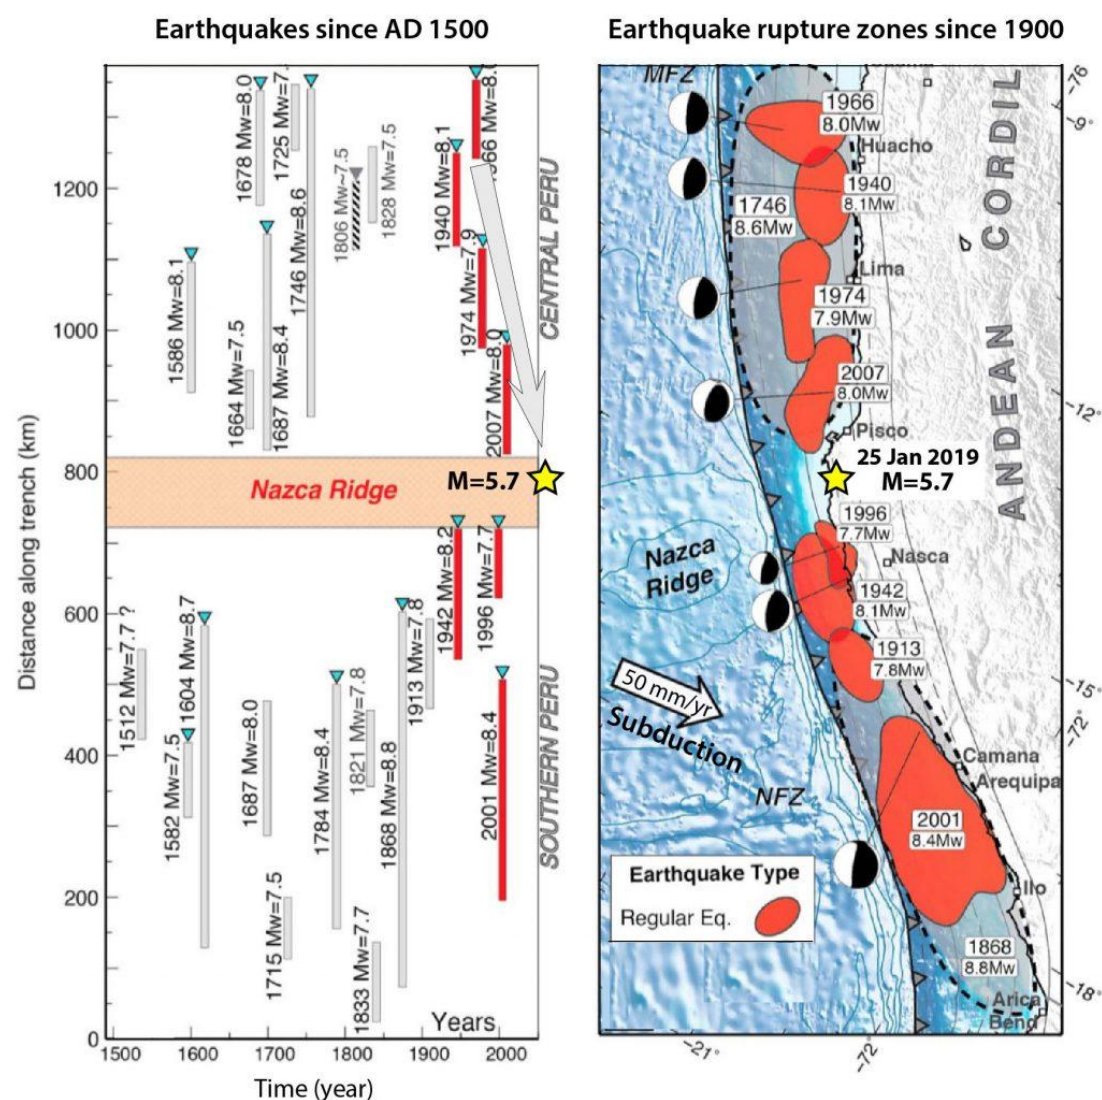 Earthquakes since AD 1500
Distance along trench (km)
1200
1000
800
600
400
200
0
1500
1600
1700
1800
1900
2000
Years
Time (year)
1678 Mw=8.0
1725 Mw=7.
1746 Mw=8.6
1806 Mw~7.5
1828 Mw=7.5
1940 Mw=8.1
1974 Mw=7.9
2007 Mw=8.0
1586 Mw=8.1
1664 Mw=7.5
1687 Mw=8.4
CENTRAL PERU
Nazca Ridge
M=5.7
1512 Mw=7.7 ?
1582 Mw=7.5
1604 Mw=8.7
1687 Mw=8.0
1715 Mw=7.5
1784 Mw=8.4
1821 Mw=7.8
1833 Mw=7.7
1868 Mw=8.8
1913 Mw=7.8
1942 Mw=8.2
1996 Mw=7.7
2001 Mw=8.4
SOUTHERN PERU
Earthquake rupture zones since 1900
MFZ
-76
-9°
1966
8.0Mw
Huacho
1940
8.1Mw
1746
8.6Mw
Lima
1974
7.9Mw
2007
8.0Mw
-12°
Pisco
25 Jan 2019
M=5.7
ANDEAN CORDIL
1996
7.7Mw
Nasca
Nazca
Ridge
1942
8.1Mw
1913
7.8Mw
50 mm/yr
Subduction
-15°
-72°
Camana
Arequipa
NFZ
2001
8.4Mw
Earthquake Type
Regular Eq.
Ilo
1868
8.8Mw
Arica
Bend
-18°
-21°
-72